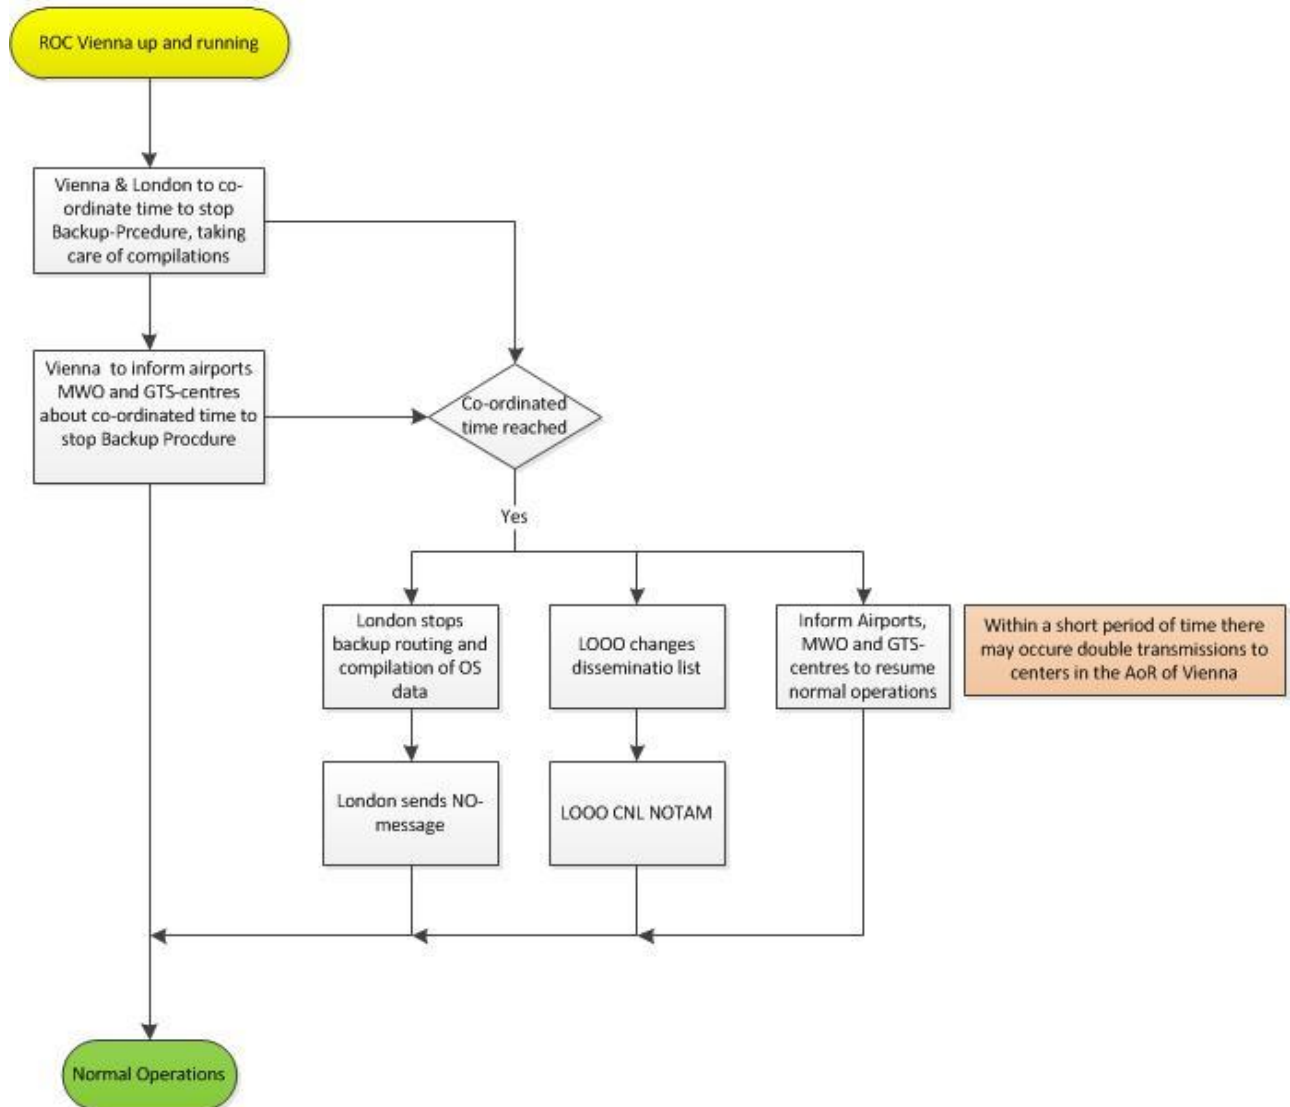 ROC Vienna up and running
Vienna & London to co-
ordinate time to stop
Backup-Prcedure, taking
care of compilations
Vienna  to inform airports
MWO and GTS-centres
about co-ordinated time to
stop Backup Procdure
Co-ordinated
time reached
Yes
London stops
backup routing and
compilation of OS
data
LOOO changes
disseminatio list
Inform Airports,
MWO and GTS-
centres to resume
normal operations
Within a short period of time there
may occure double transmissions to
centers in the AoR of Vienna
London sends NO-
message
LOOO CNL NOTAM
Normal Operations